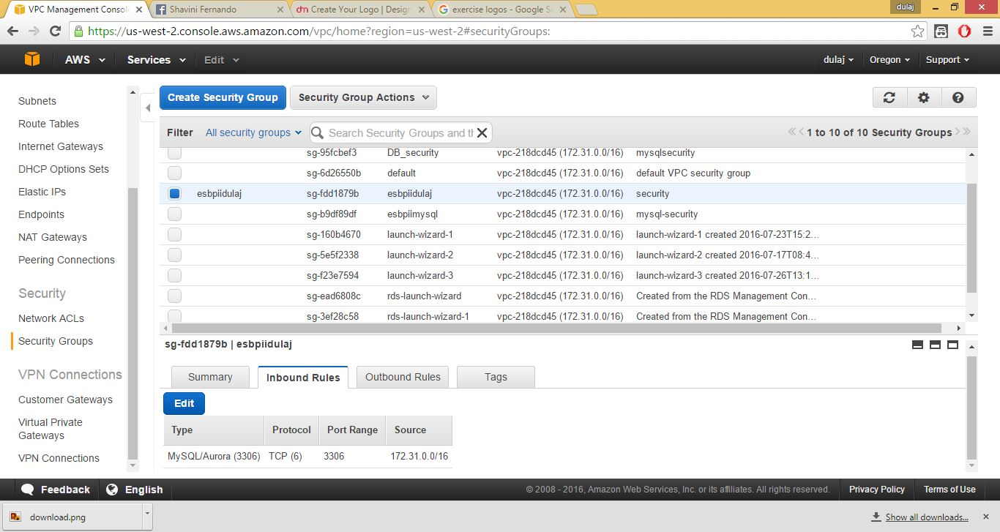 VPC Management Conso
Shavini Fernando
Create Your Logo | Design
exercise logos - Google Se
dulaj
https://us-west-2.console.aws.amazon.com/vpc/home?region=us-west-2#securityGroups:
AWS Services Edit dulaj Oregon Support
Subnets
Route Tables
Internet Gateways
DHCP Options Sets
Elastic IPs
Endpoints
NAT Gateways
Peering Connections
Security
Network ACLs
Security Groups
VPN Connections
Customer Gateways
Virtual Private
Gateways
VPN Connections
Create Security Group Security Group Actions
Filter All security groups Search Security Groups and th 1 to 10 of 10 Security Groups
sg-95fcbef3 DB_security vpc-218dcd45 (172.31.0.0/16) mysqlsecurity
sg-6d26550b default vpc-218dcd45 (172.31.0.0/16) default VPC security group
esbpiidulaj sg-fdd1879b esbpiidulaj vpc-218dcd45 (172.31.0.0/16) security
sg-b9df89df esbpiimysql vpc-218dcd45 (172.31.0.0/16) mysql-security
sg-160b4670 launch-wizard-1 vpc-218dcd45 (172.31.0.0/16) launch-wizard-1 created 2016-07-23T15:2...
sg-5e5f2338 launch-wizard-2 vpc-218dcd45 (172.31.0.0/16) launch-wizard-2 created 2016-07-17T08:4...
sg-f23e7594 launch-wizard-3 vpc-218dcd45 (172.31.0.0/16) launch-wizard-3 created 2016-07-26T13:1...
sg-ead6808c rds-launch-wizard vpc-218dcd45 (172.31.0.0/16) Created from the RDS Management Con...
sg-3ef28c58 rds-launch-wizard-1 vpc-218dcd45 (172.31.0.0/16) Created from the RDS Management Con...
sg-fdd1879b | esbpiidulaj
Summary Inbound Rules Outbound Rules Tags
Edit
Type Protocol Port Range Source
MySQL/Aurora (3306) TCP (6) 3306 172.31.0.0/16
Feedback English © 2008 - 2016, Amazon Web Services, Inc. or its affiliates. All rights reserved. Privacy Policy Terms of Use
download.png Show all downloads...